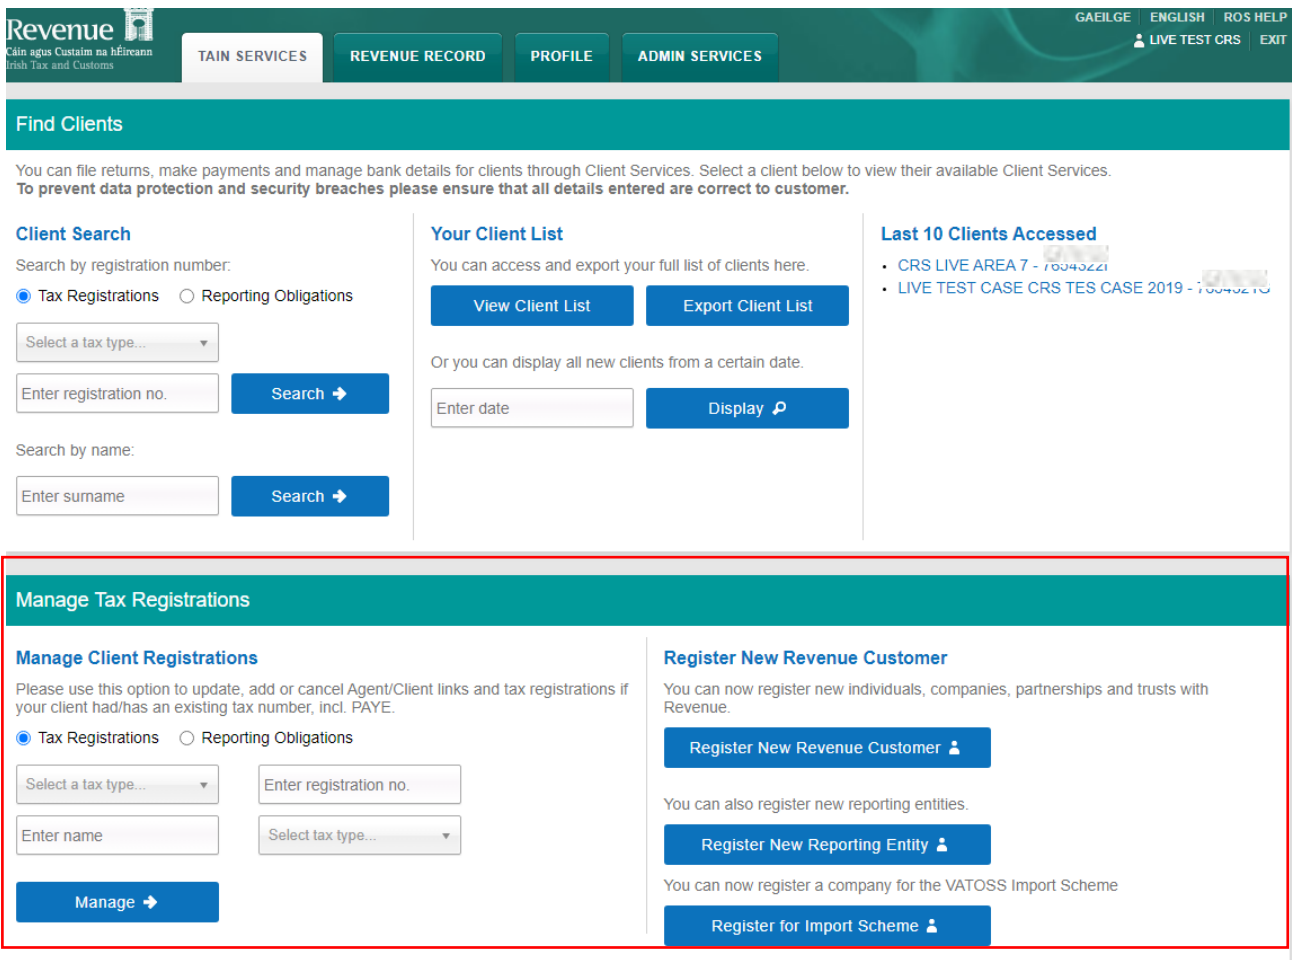 Revenue
Cáin agus Custaim na hÉireann
Irish Tax and Customs
TAIN SERVICES
REVENUE RECORD
PROFILE
ADMIN SERVICES
GAEILGE ENGLISH ROS HELP
LIVE TEST CRS EXIT
Find Clients
You can file returns, make payments and manage bank details for clients through Client Services. Select a client below to view their available Client Services.
To prevent data protection and security breaches please ensure that all details entered are correct to customer.
Client Search
Search by registration number:
Tax Registrations Reporting Obligations
Select a tax type...
Enter registration no.
Search
Search by name:
Enter surname
Search
Your Client List
You can access and export your full list of clients here.
View Client List
Export Client List
Or you can display all new clients from a certain date.
Enter date
Display
Last 10 Clients Accessed
CRS LIVE AREA 7 -
LIVE TEST CASE CRS TES CASE 2019 -
Manage Tax Registrations
Manage Client Registrations
Please use this option to update, add or cancel Agent/Client links and tax registrations if
your client had/has an existing tax number, incl. PAYE.
Tax Registrations Reporting Obligations
Select a tax type...
Enter registration no.
Enter name
Select tax type...
Manage
Register New Revenue Customer
You can now register new individuals, companies, partnerships and trusts with
Revenue.
Register New Revenue Customer
You can also register new reporting entities.
Register New Reporting Entity
You can now register a company for the VATOSS Import Scheme
Register for Import Scheme